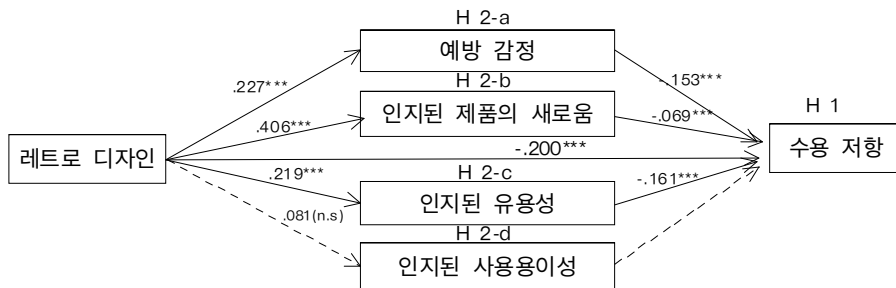 H 2-a
예방 감정
.227***
-.153***
H 2-b
인지된 제품의 새로움
.406***
-.069***
H 1
레트로 디자인
-.200***
수용 저항
H 2-c
.219***
-.161***
인지된 유용성
.081(n.s)
H 2-d
인지된 사용용이성